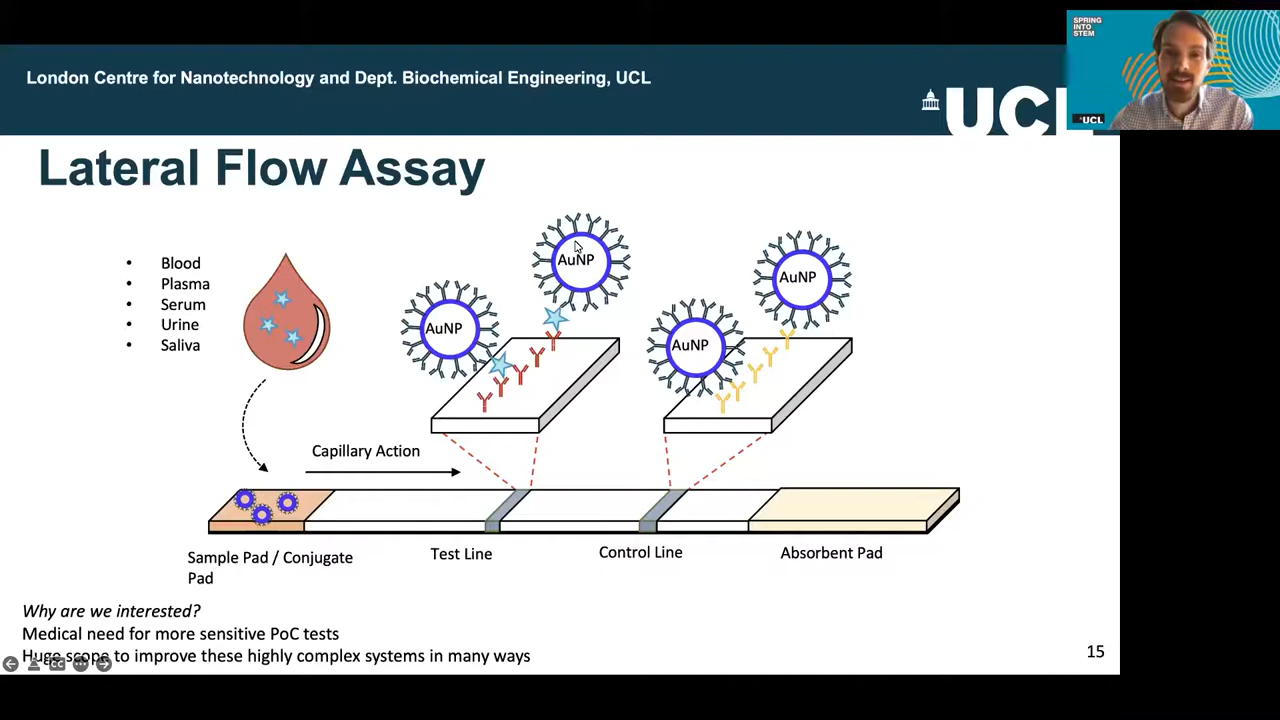 SPRING
INTO
STEM
UCL
London Centre for Nanotechnology and Dept. Biochemical Engineering, UCL
UCL
Lateral Flow Assay
• Blood
• Plasma
• Serum
• Urine
• Saliva
AuNP
AuNP
AuNP
AuNP
Capillary Action
Sample Pad / Conjugate
Pad
Test Line
Control Line
Absorbent Pad
Why are we interested?
Medical need for more sensitive PoC tests
Huge scope to improve these highly complex systems in many ways
CC
15